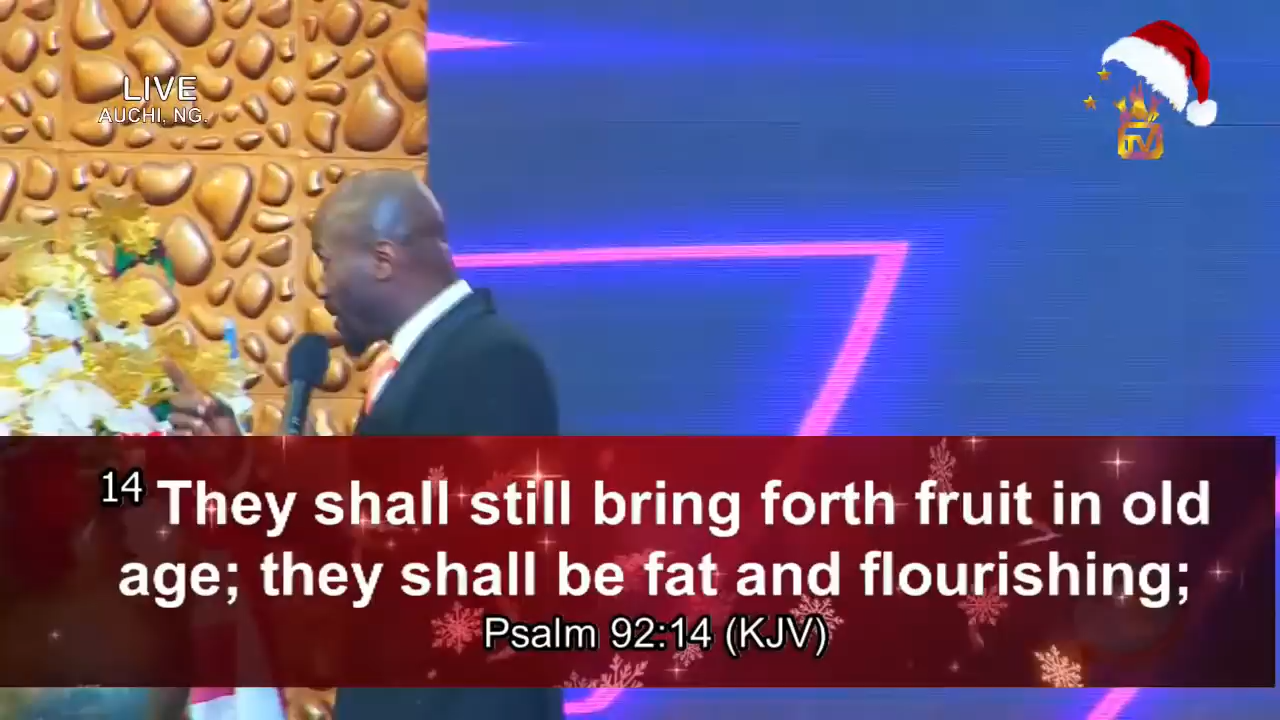 LIVE
AUCHI, NG.
TV
14 They shall still bring forth fruit in old
age; they shall be fat and flourishing;
Psalm 92:14 (KJV)